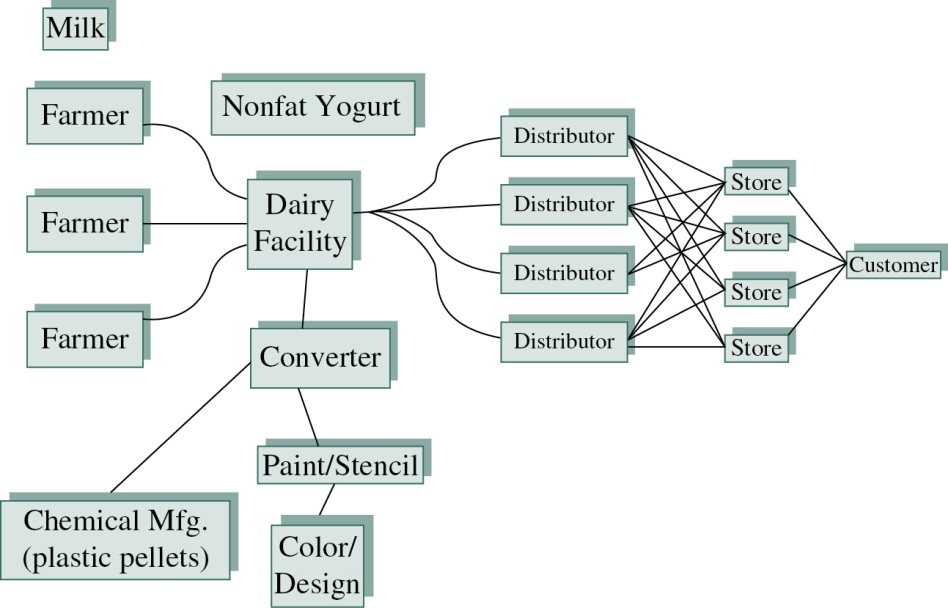 Milk
Farmer
Nonfat Yogurt
Farmer
Farmer
Dairy
Facility
Converter
Paint/Stencil
Chemical Mfg.
(plastic pellets)
Color/
Design
Distributor
Distributor
Distributor
Distributor
Store
Store
Store
Store
Customer